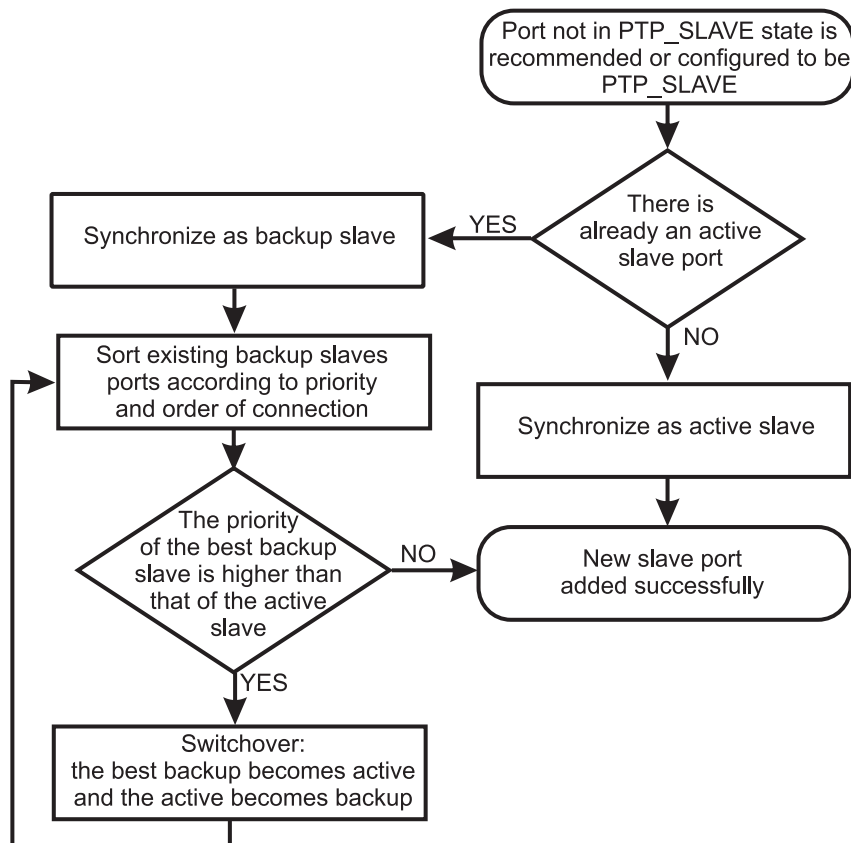 Port not in PTP_SLAVE state is
recommended or configured to be
PTP_SLAVE
There is
already an active
slave port
YES
Synchronize as backup slave
NO
Sort existing backup slaves
ports according to priority
and order of connection
Synchronize as active slave
The priority
of the best backup
slave is higher than
that of the active
slave
NO
New slave port
added successfully
YES
Switchover:
the best backup becomes active
and the active becomes backup